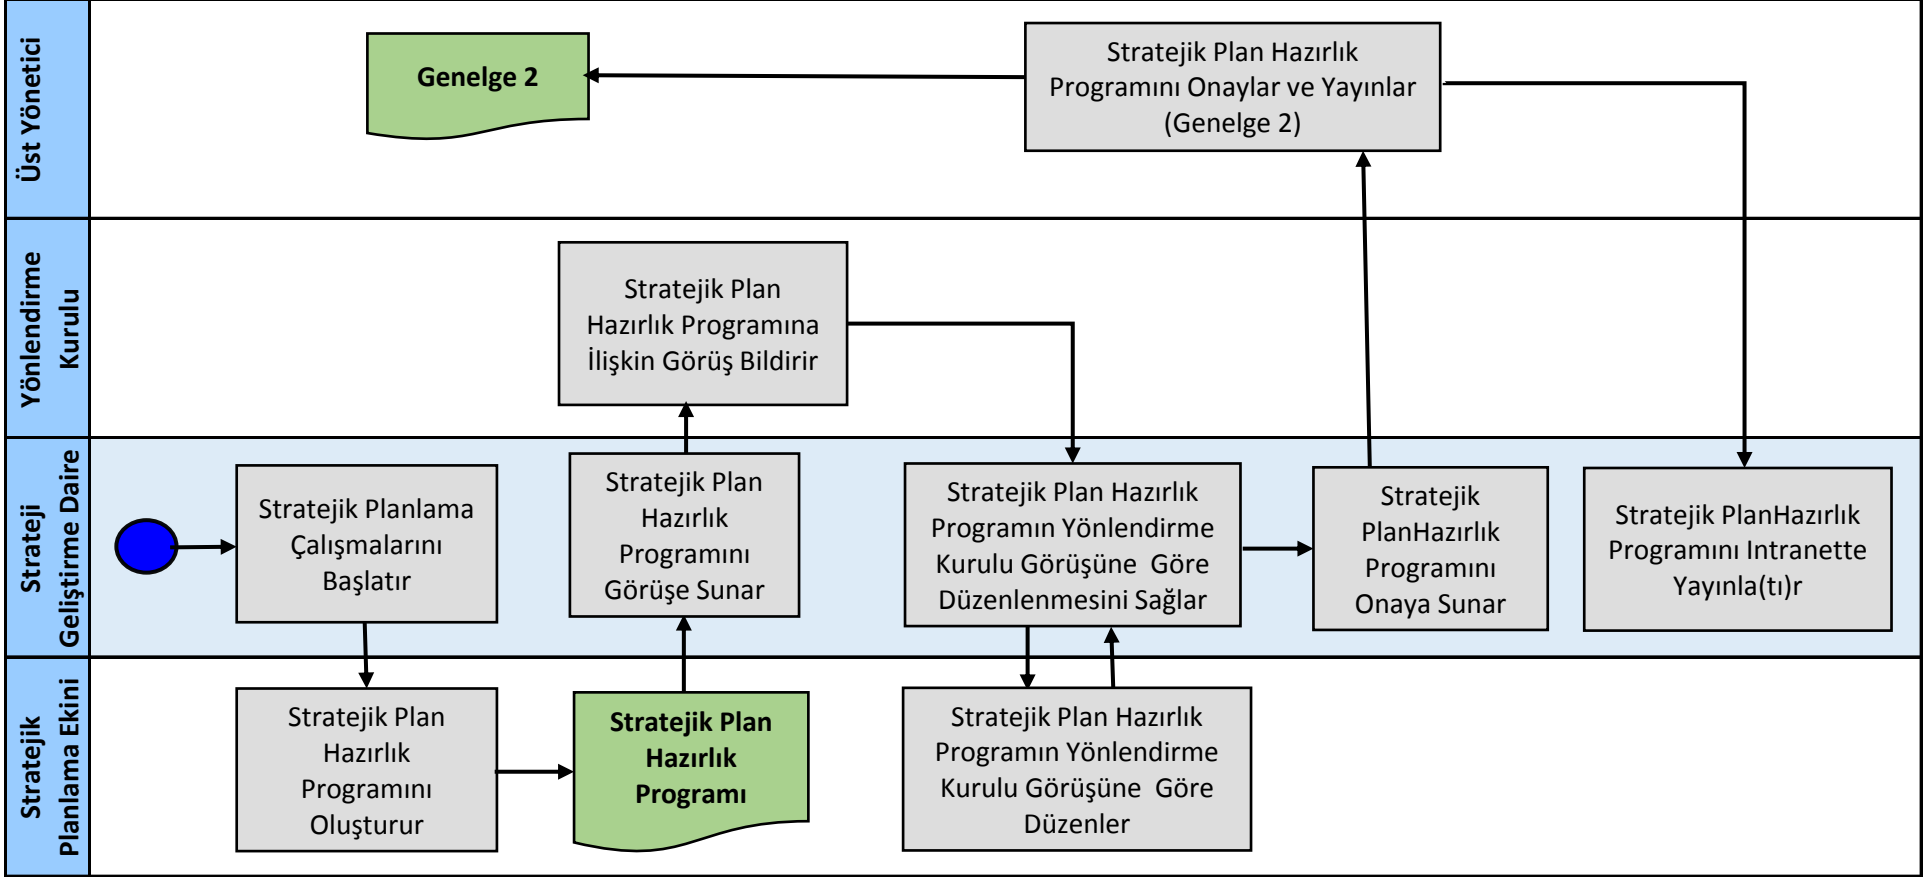 Üst Yönetici
Genelge 2
Stratejik Plan Hazırlık
Programını Onaylar ve Yayınlar
(Genelge 2)
Yönlendirme
Kurulu
Stratejik Plan
Hazırlık Programına
İlişkin Görüş Bildirir
Strateji
Geliştirme Daire
Stratejik Planlama
Çalışmalarını
Başlatır
Stratejik Plan
Hazırlık
Programını
Görüşe Sunar
Stratejik Plan Hazırlık
Programın Yönlendirme
Kurulu Görüşüne  Göre
Düzenlenmesini Sağlar
Stratejik
PlanHazırlık
Programını
Onaya Sunar
Stratejik PlanHazırlık
Programını Intranette
Yayınla(tı)r
Stratejik
Planlama Ekini
Stratejik Plan
Hazırlık
Programını
Oluşturur
Stratejik Plan
Hazırlık
Programı
Stratejik Plan Hazırlık
Programın Yönlendirme
Kurulu Görüşüne  Göre
Düzenler